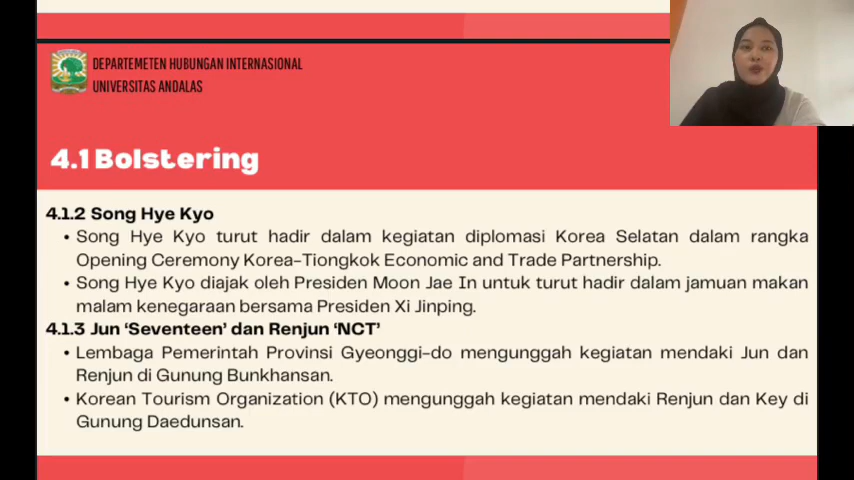 DEPARTEMETEN HUBUNGAN INTERNASIONAL
UNIVERSITAS ANDALAS
4.1 Bolstering
4.1.2 Song Hye Kyo
• Song Hye Kyo turut hadir dalam kegiatan diplomasi Korea Selatan dalam rangka
Opening Ceremony Korea-Tiongkok Economic and Trade Partnership.
• Song Hye Kyo diajak oleh Presiden Moon Jae In untuk turut hadir dalam jamuan makan
malam kenegaraan bersama Presiden Xi Jinping.
4.1.3 Jun ‘Seventeen’ dan Renjun ‘NCT’
• Lembaga Pemerintah Provinsi Gyeonggi-do mengunggah kegiatan mendaki Jun dan
Renjun di Gunung Bunkhansan.
• Korean Tourism Organization (KTO) mengunggah kegiatan mendaki Renjun dan Key di
Gunung Daedunsan.